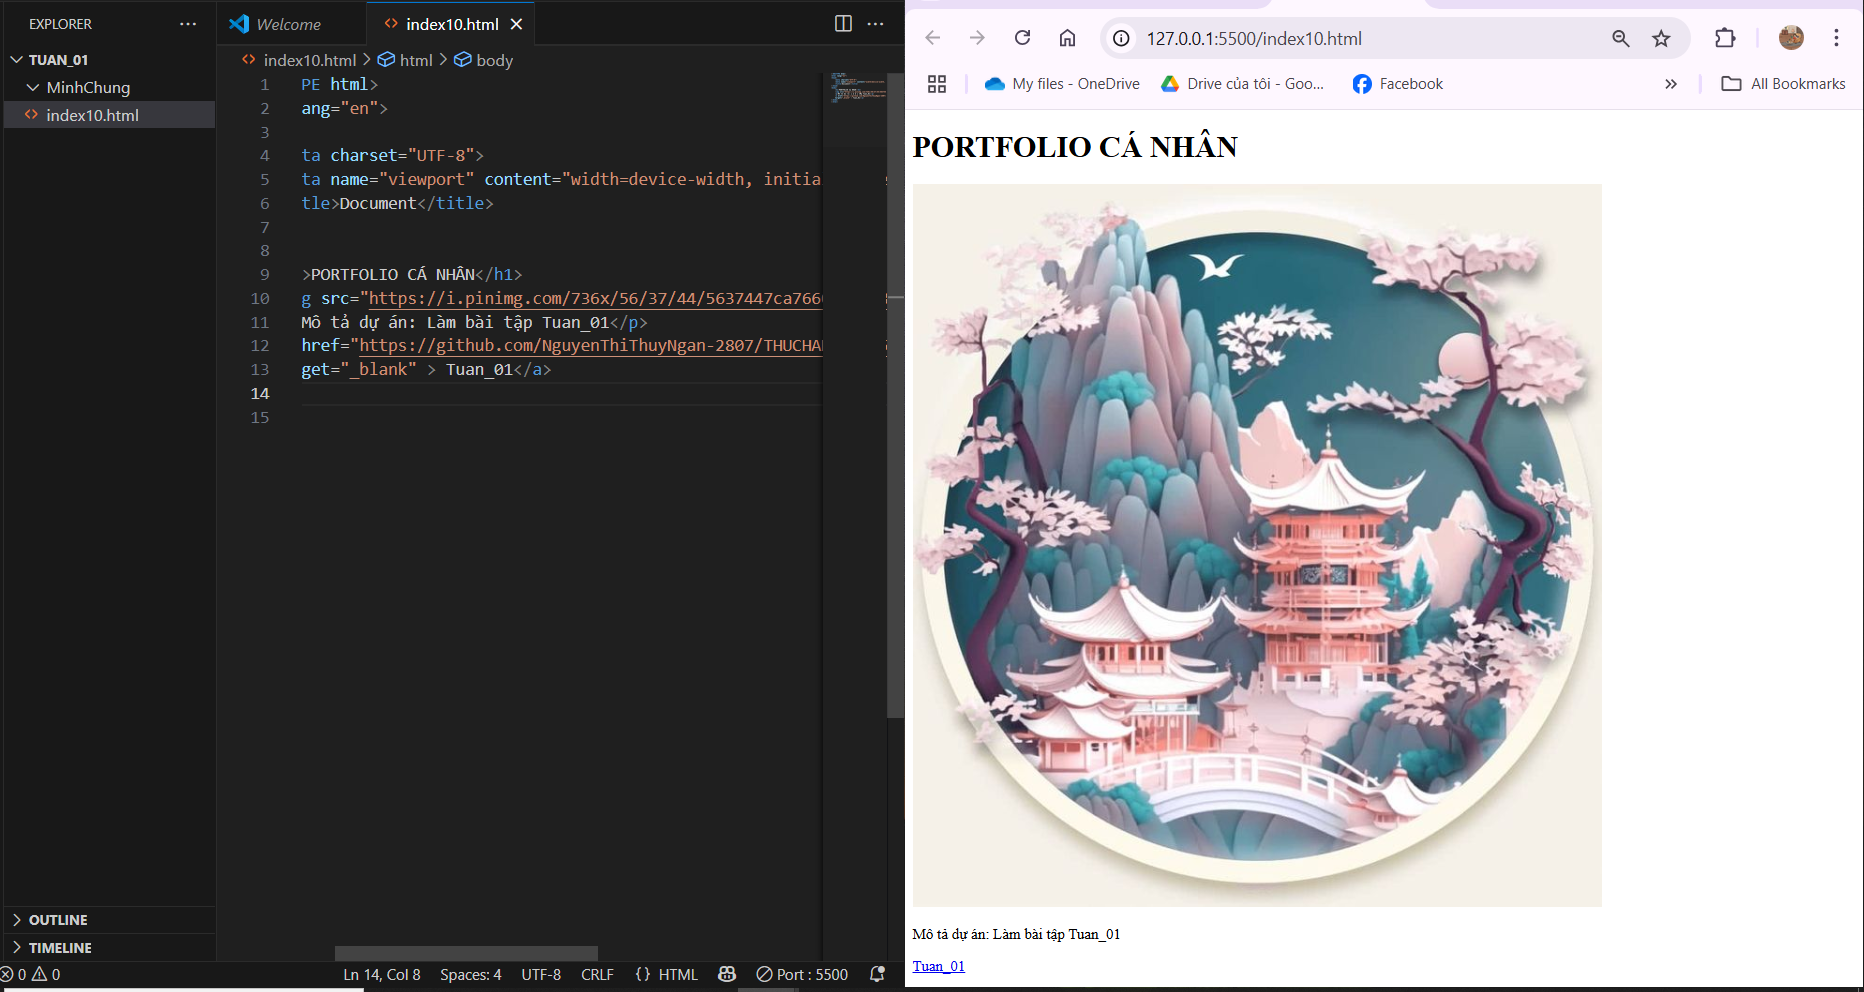 EXPLORER
TUAN_01
MinhChung
index10.html
OUTLINE
TIMELINE
Welcome
index10.html
index10.html > html > body
1 PE html>
2 ang="en">
3
4 ta charset="UTF-8">
5 ta name="viewport" content="width=device-width, initia
6 tle>Document</title>
7
8
9 >PORTFOLIO CÁ NHÂN</h1>
10 g src="https://i.pinimg.com/736x/56/37/44/5637447ca766
11 Mô tả dự án: Làm bài tập Tuan_01</p>
12 href="https://github.com/NguyenThiThuyNgan-2807/THUCHA
13 get="_blank" > Tuan_01</a>
14
15
0 0 Ln 14, Col 8 Spaces: 4 UTF-8 CRLF {} HTML Port : 5500
127.0.0.1:5500/index10.html
My files - OneDrive Drive của tôi - Goo... Facebook » All Bookmarks
PORTFOLIO CÁ NHÂN
Mô tả dự án: Làm bài tập Tuan_01
Tuan_01